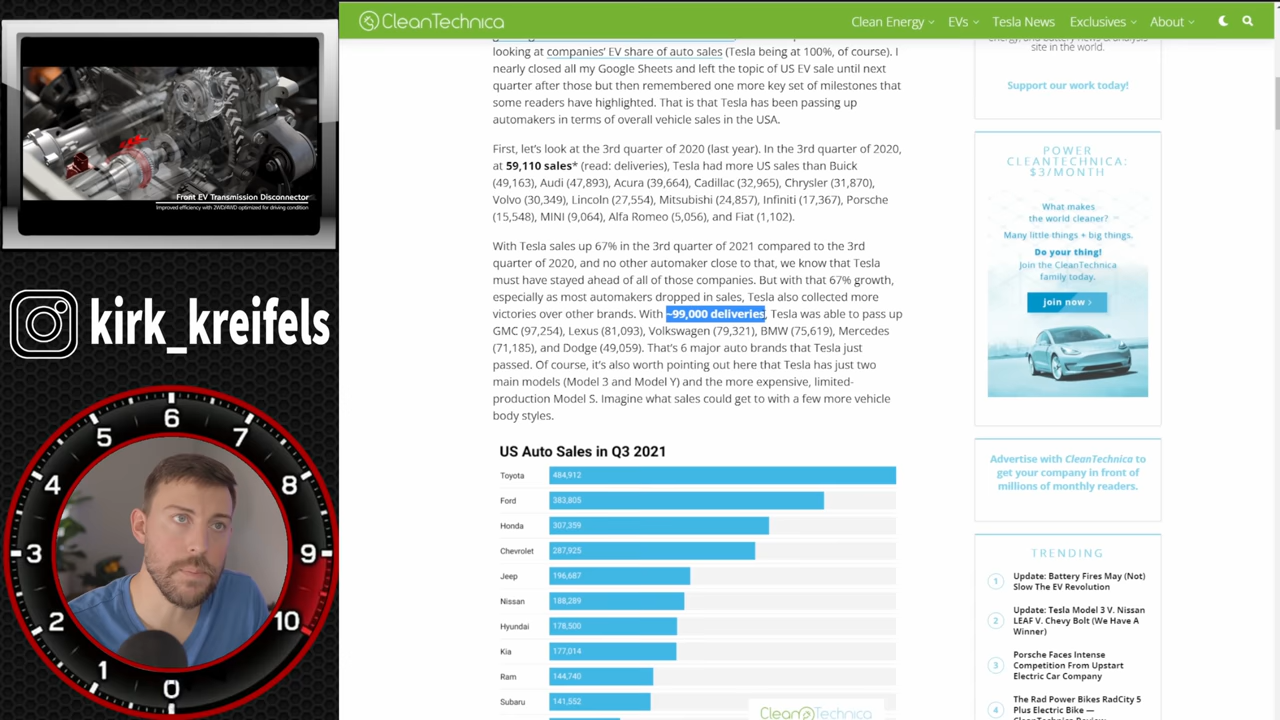 Front EV Transmission Disconnector
Improved efficiency with 2WD/4WD optimized for driving condition
kirk_kreifels
0
1
2
3
4
5
6
7
8
9
10
CleanTechnica
Clean Energy
EVs
Tesla News
Exclusives
About
looking at companies' EV share of auto sales (Tesla being at 100%, of course). I
nearly closed all my Google Sheets and left the topic of US EV sale until next
quarter after those but then remembered one more key set of milestones that
some readers have highlighted. That is that Tesla has been passing up
automakers in terms of overall vehicle sales in the USA.
First, let's look at the 3rd quarter of 2020 (last year). In the 3rd quarter of 2020,
at 59,110 sales* (read: deliveries), Tesla had more US sales than Buick
(49,163), Audi (47,893), Acura (39,664), Cadillac (32,965), Chrysler (31,870),
Volvo (30,349), Lincoln (27,554), Mitsubishi (24,857), Infiniti (17,367), Porsche
(15,548), MINI (9,064), Alfa Romeo (5,056), and Fiat (1,102).
With Tesla sales up 67% in the 3rd quarter of 2021 compared to the 3rd
quarter of 2020, and no other automaker close to that, we know that Tesla
must have stayed ahead of all of those companies. But with that 67% growth,
especially as most automakers dropped in sales, Tesla also collected more
victories over other brands. With ~99,000 deliveries, Tesla was able to pass up
GMC (97,254), Lexus (81,093), Volkswagen (79,321), BMW (75,619), Mercedes
(71,185), and Dodge (49,059). That's 6 major auto brands that Tesla just
passed. Of course, it's also worth pointing out here that Tesla has just two
main models (Model 3 and Model Y) and the more expensive, limited-
production Model S. Imagine what sales could get to with a few more vehicle
body styles.
US Auto Sales in Q3 2021
Toyota 484,912
Ford 383,805
Honda 307,359
Chevrolet 287,925
Jeep 196,687
Nissan 188,289
Hyundai 178,500
Kia 177,014
Ram 144,740
Subaru 141,552
CleanTechnica
energy, and battery news & analysis
site in the world.
Support our work today!
POWER
CLEANTECHNICA:
$3/MONTH
What makes
the world cleaner?
Many little things + big things.
Do your thing!
Join the CleanTechnica
family today.
join now >
Advertise with CleanTechnica to
get your company in front of
millions of monthly readers.
TRENDING
1
Update: Battery Fires May (Not)
Slow The EV Revolution
2
Update: Tesla Model 3 V. Nissan
LEAF V. Chevy Bolt (We Have A
Winner)
3
Porsche Faces Intense
Competition From Upstart
Electric Car Company
4
The Rad Power Bikes RadCity 5
Plus Electric Bike —